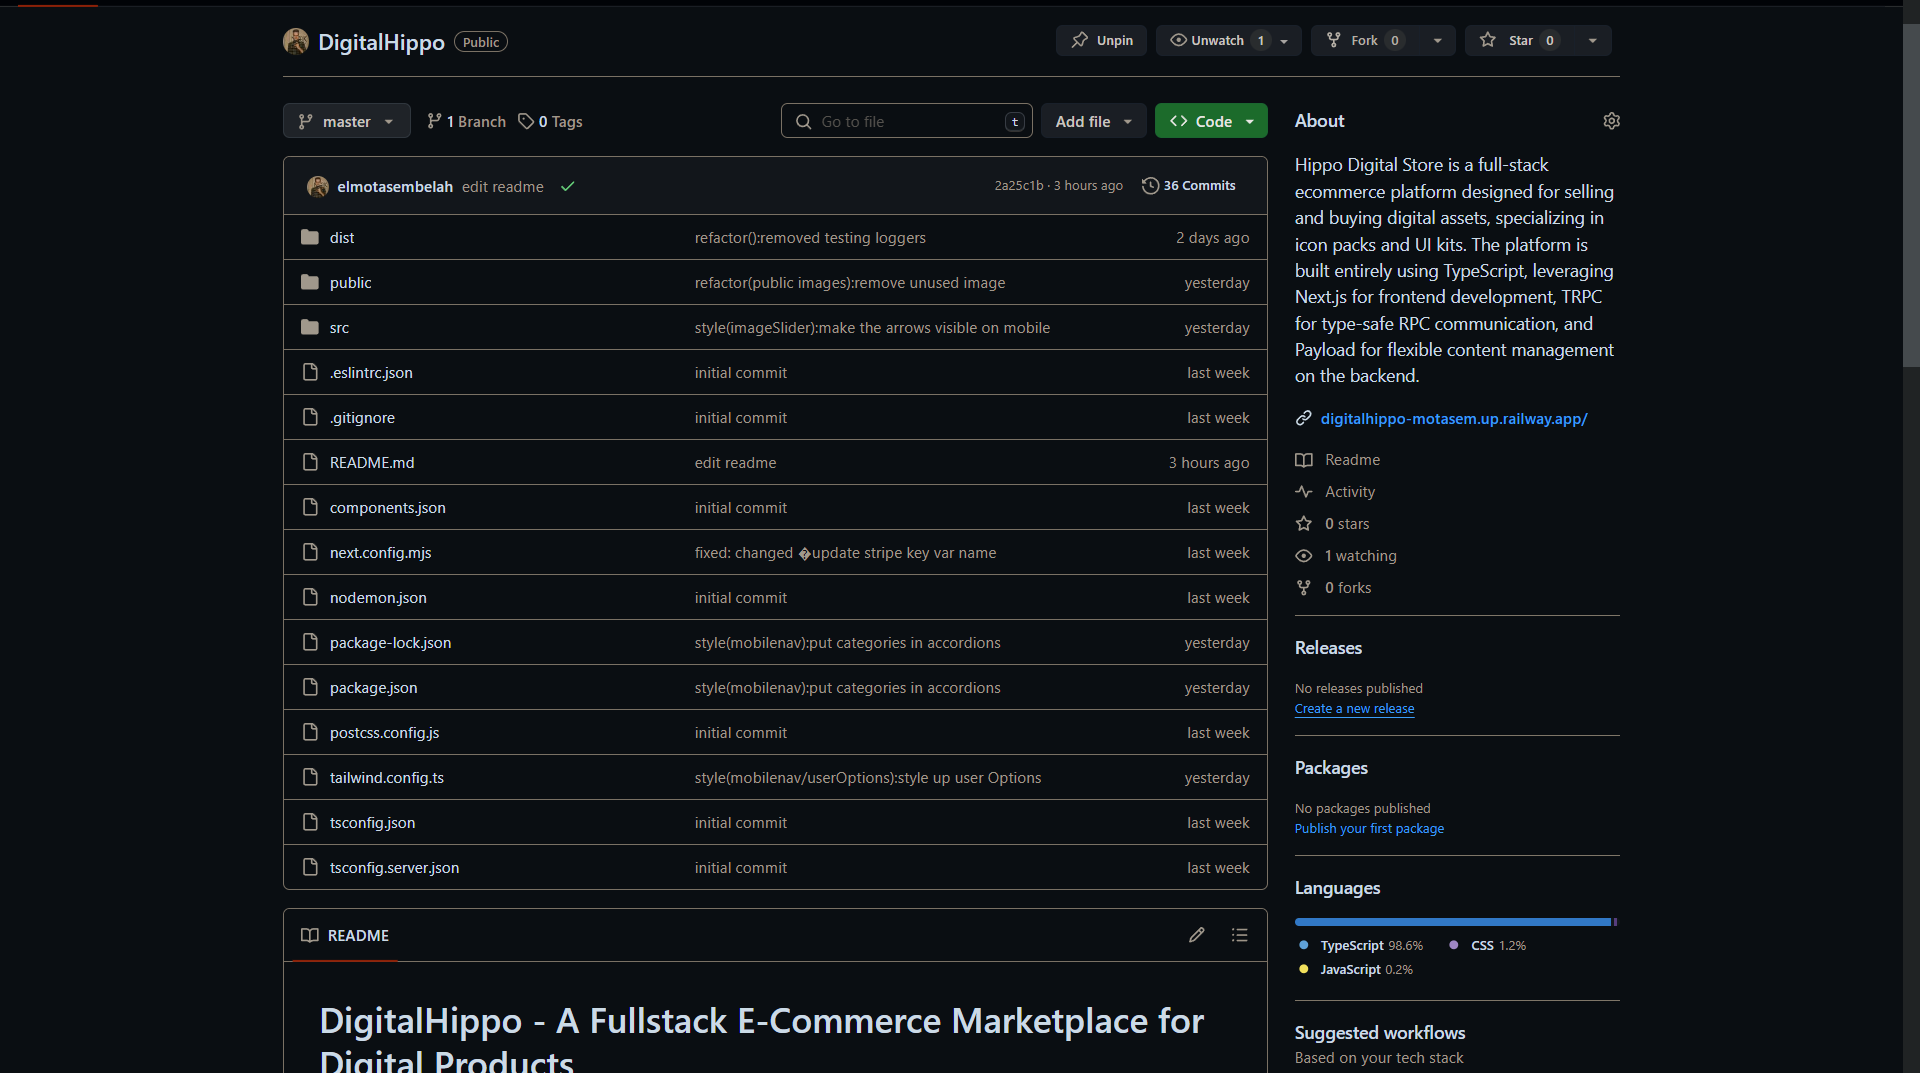 DigitalHippo Public
Unpin Unwatch 1 Fork 0 Star 0
master 1 Branch 0 Tags Go to file t Add file Code
elmotasembelah edit readme 2a25c1b · 3 hours ago 36 Commits
dist refactor():removed testing loggers 2 days ago
public refactor(public images):remove unused image yesterday
src style(imageSlider):make the arrows visible on mobile yesterday
.eslintrc.json initial commit last week
.gitignore initial commit last week
README.md edit readme 3 hours ago
components.json initial commit last week
next.config.mjs fixed: changed �update stripe key var name last week
nodemon.json initial commit last week
package-lock.json style(mobilenav):put categories in accordions yesterday
package.json style(mobilenav):put categories in accordions yesterday
postcss.config.js initial commit last week
tailwind.config.ts style(mobilenav/userOptions):style up user Options yesterday
tsconfig.json initial commit last week
tsconfig.server.json initial commit last week
README
DigitalHippo - A Fullstack E-Commerce Marketplace for
Digital Products
About
Hippo Digital Store is a full-stack
ecommerce platform designed for selling
and buying digital assets, specializing in
icon packs and UI kits. The platform is
built entirely using TypeScript, leveraging
Next.js for frontend development, TRPC
for type-safe RPC communication, and
Payload for flexible content management
on the backend.
digitalhippo-motasem.up.railway.app/
Readme
Activity
0 stars
1 watching
0 forks
Releases
No releases published
Create a new release
Packages
No packages published
Publish your first package
Languages
TypeScript 98.6% CSS 1.2%
JavaScript 0.2%
Suggested workflows
Based on your tech stack